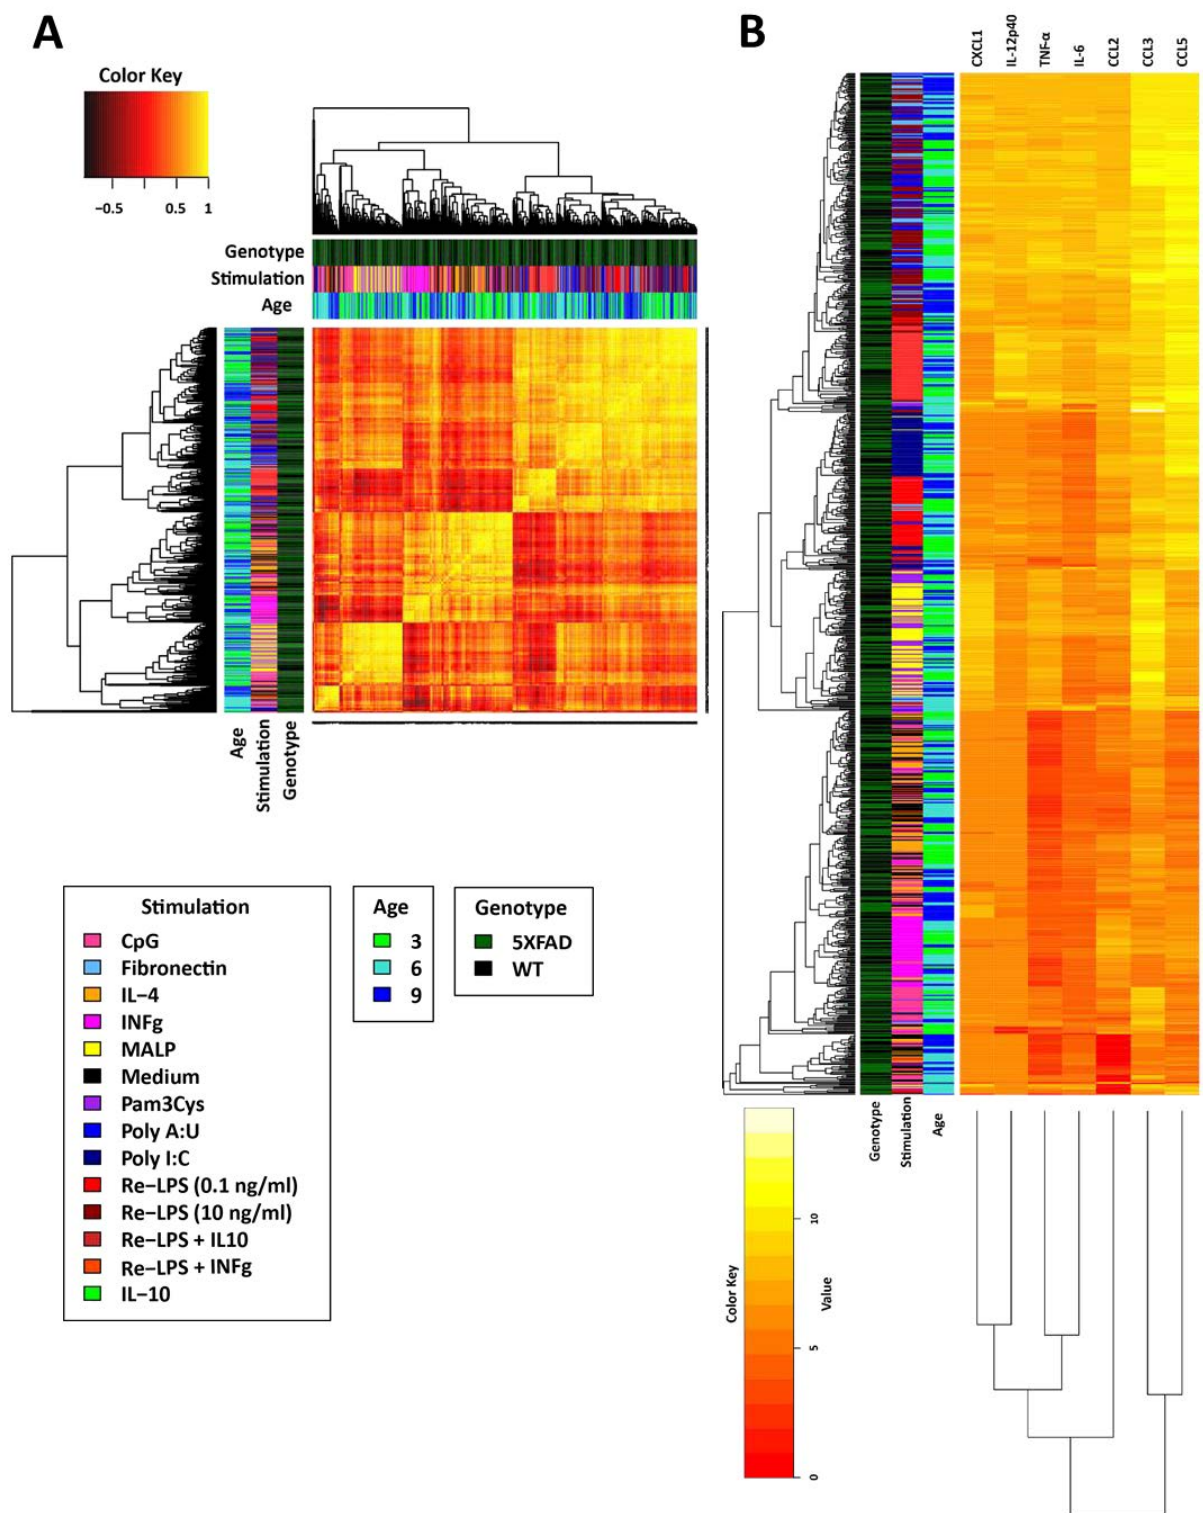 A
Color Key
−0.5 0.5 1
Genotype
Stimulation
Age
Age
Stimulation
Genotype
Stimulation
CpG
Fibronectin
IL−4
INFg
MALP
Medium
Pam3Cys
Poly A:U
Poly I:C
Re−LPS (0.1 ng/ml)
Re−LPS (10 ng/ml)
Re−LPS + IL10
Re−LPS + INFg
IL−10
Age
3
6
9
Genotype
5XFAD
WT
B
CXCL1
IL-12p40
TNF-α
IL-6
CCL2
CCL3
CCL5
Genotype
Stimulation
Age
Color Key
Value
0
5
10